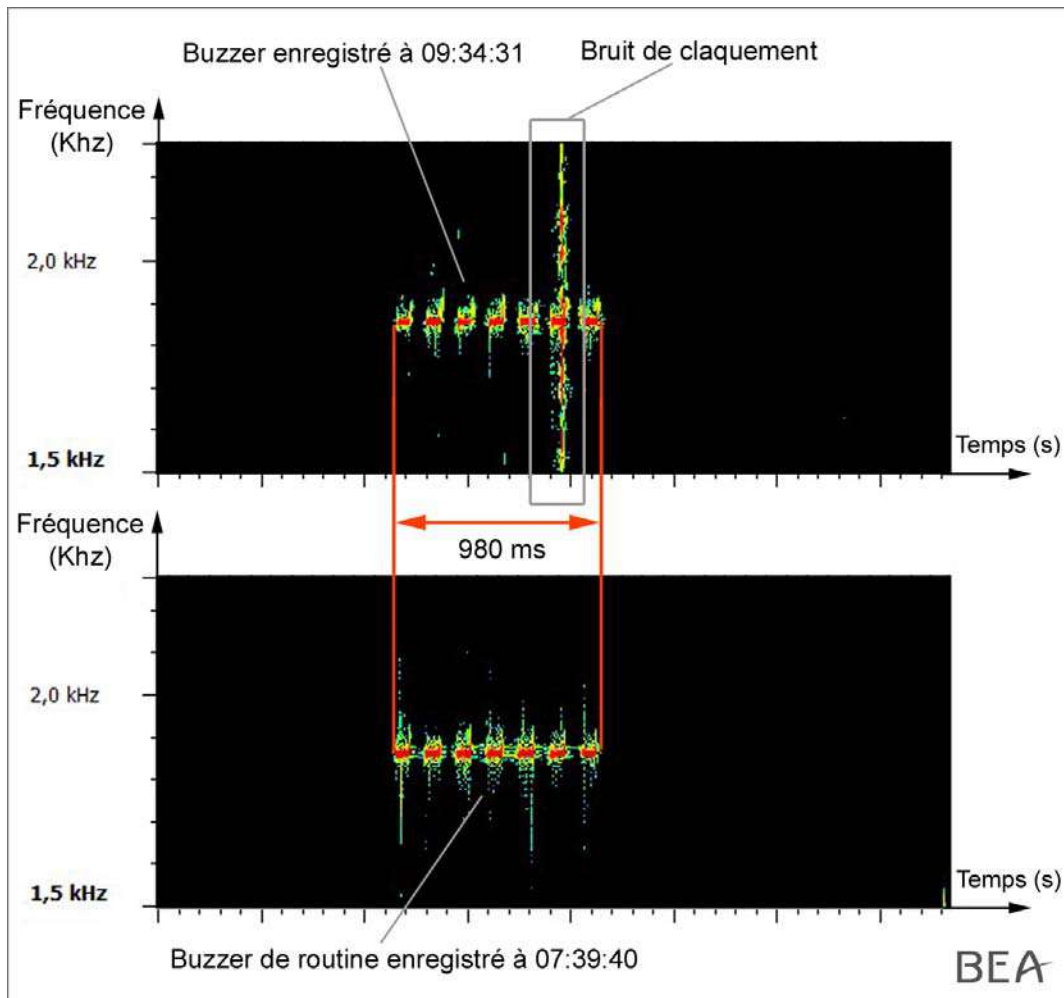 Buzzer enregistré à 09:34:31
Bruit de claquement
Fréquence
(Khz)
2,0 kHz
1,5 kHz
Temps (s)
980 ms
Fréquence
(Khz)
2,0 kHz
1,5 kHz
Temps (s)
Buzzer de routine enregistré à 07:39:40
BEA